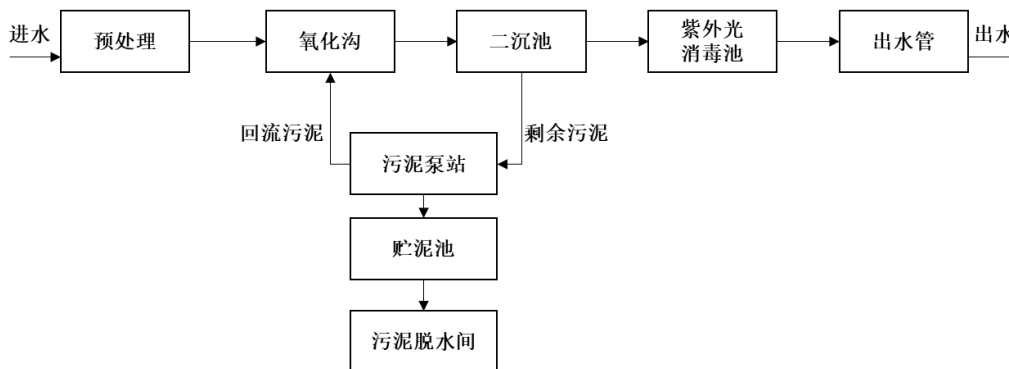 进水
预处理
氧化沟
二沉池
紫外光
消毒池
出水管
出水
回流污泥
剩余污泥
污泥泵站
贮泥池
污泥脱水间